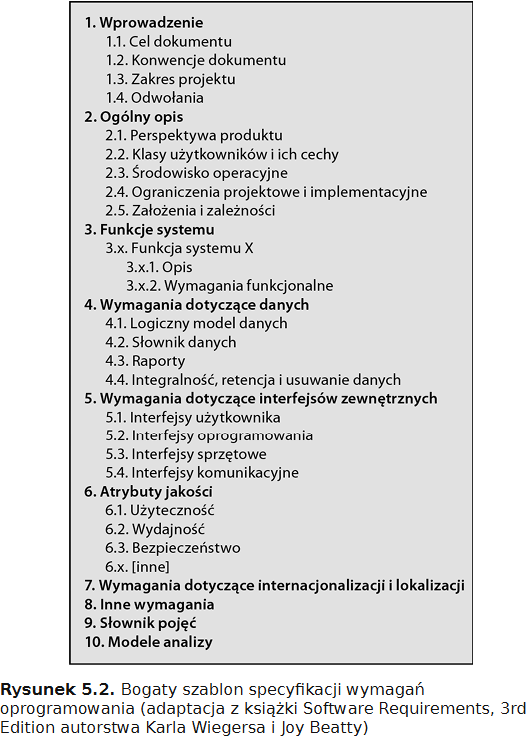 1. Wprowadzenie
1.1. Cel dokumentu
1.2. Konwencje dokumentu
1.3. Zakres projektu
1.4. Odwołania
2. Ogólny opis
2.1. Perspektywa produktu
2.2. Klasy użytkowników i ich cechy
2.3. Środowisko operacyjne
2.4. Ograniczenia projektowe i implementacyjne
2.5. Założenia i zależności
3. Funkcje systemu
3.x. Funkcja systemu X
3.x.1. Opis
3.x.2. Wymagania funkcjonalne
4. Wymagania dotyczące danych
4.1. Logiczny model danych
4.2. Słownik danych
4.3. Raporty
4.4. Integralność, retencja i usuwanie danych
5. Wymagania dotyczące interfejsów zewnętrznych
5.1. Interfejsy użytkownika
5.2. Interfejsy oprogramowania
5.3. Interfejsy sprzętowe
5.4. Interfejsy komunikacyjne
6. Atrybuty jakości
6.1. Użyteczność
6.2. Wydajność
6.3. Bezpieczeństwo
6.x. [inne]
7. Wymagania dotyczące internacjonalizacji i lokalizacji
8. Inne wymagania
9. Słownik pojęć
10. Modele analizy
Rysunek 5.2. Bogaty szablon specyfikacji wymagań
oprogramowania (adaptacja z książki Software Requirements, 3rd
Edition autorstwa Karla Wiegersa i Joy Beatty)